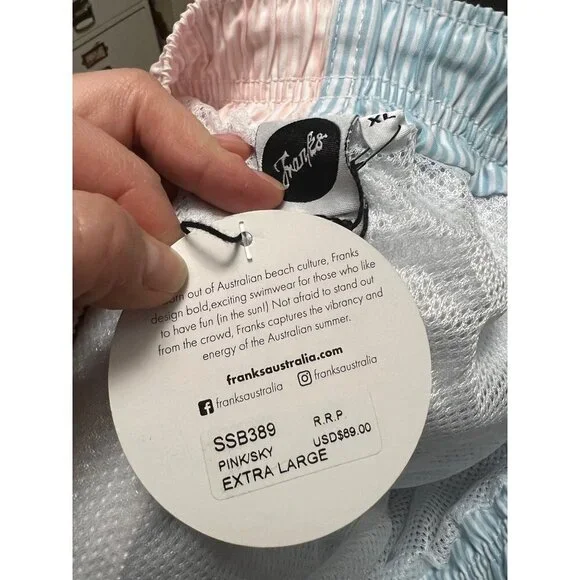 Franks
XL
out of Australian beach culture, Franks
design bold,exciting swimwear for those who like
to have fun (in the sun!) Not afraid to stand out
from the crowd, Franks captures the vibrancy and
energy of the Australian summer.
franksaustralia.com
franksaustralia franksaustralia
SSB389 R.R.P.
PINK/SKY USD$89.00
EXTRA LARGE